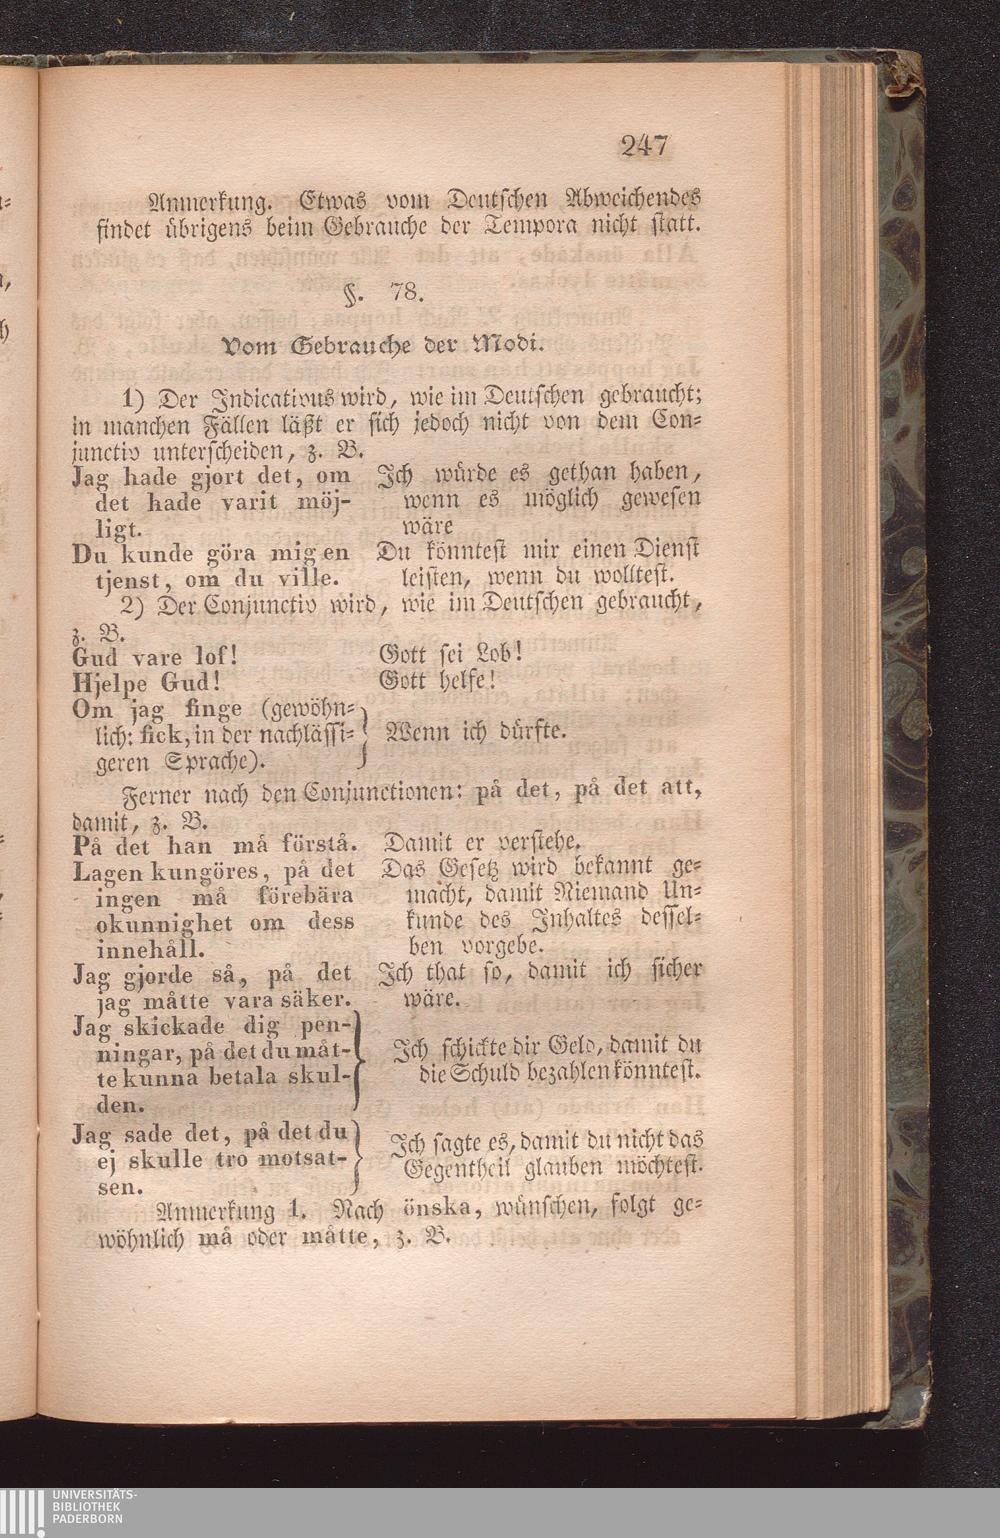 247
Anmerkung. Etwas vom Deutschen Abweichendes
findet übrigens beim Gebrauche der Tempora nicht statt.
§. 78.
Vom Gebrauche der Modi.
1) Der Indicativus wird, wie im Deutschen gebraucht;
in manchen Fällen läßt er sich jedoch nicht von dem Con-
junctiv unterscheiden, z. B.
Jag hade gjort det, om Ich würde es gethan haben,
det hade varit möj- wenn es möglich gewesen
ligt. wäre
Du kunde göra mig en Du könntest mir einen Dienst
tjenst, om du ville. leisten, wenn du wolltest.
2) Der Conjunctiv wird, wie im Deutschen gebraucht,
z. B.
Gud vare lof! Gott sei Lob!
Hjelpe Gud! Gott helfe!
Om jag finge (gewöhn-
lich: fick, in der nachlässi- Wenn ich dürfte.
geren Sprache).
Ferner nach den Conjunctionen: på det, på det att,
damit, z. B.
På det han må förstå. Damit er verstehe.
Lagen kungöres, på det Das Gesetz wird bekannt ge-
ingen må förebära macht, damit Niemand Un-
okunnighet om dess kunde des Inhaltes dessel-
innehåll. ben vorgebe.
Jag gjorde så, på det Ich that so, damit ich sicher
jag måtte vara säker. wäre.
Jag skickade dig pen-
ningar, på det du måt- Ich schickte dir Geld, damit du
te kunna betala skul- die Schuld bezahlen könntest.
den.
Jag sade det, på det du Ich sagte es, damit du nicht das
ej skulle tro motsat- Gegentheil glauben möchtest.
sen.
Anmerkung 1. Nach önska, wünschen, folgt ge-
wöhnlich må oder måtte, z. B.
UNIVERSITÄTS-
BIBLIOTHEK
PADERBORN